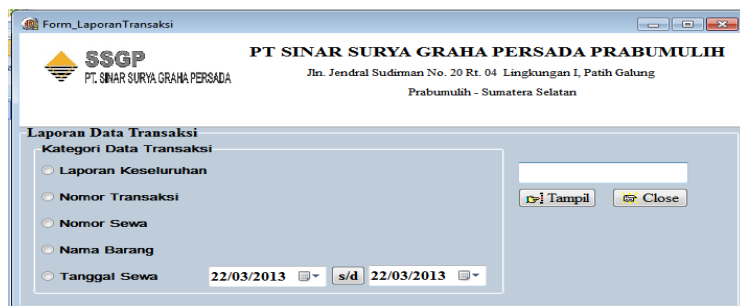 Form_LaporanTransaksi
SSGP
PT. SINAR SURYA GRAHA PERSADA
PT SINAR SURYA GRAHA PERSADA PRABUMULIH
Jln. Jendral Sudirman No. 20 Rt. 04 Lingkungan I, Patih Galung
Prabumulih - Sumatera Selatan
Laporan Data Transaksi
Kategori Data Transaksi
Laporan Keseluruhan
Nomor Transaksi
Tampil Close
Nomor Sewa
Nama Barang
Tanggal Sewa 22/03/2013 s/d 22/03/2013